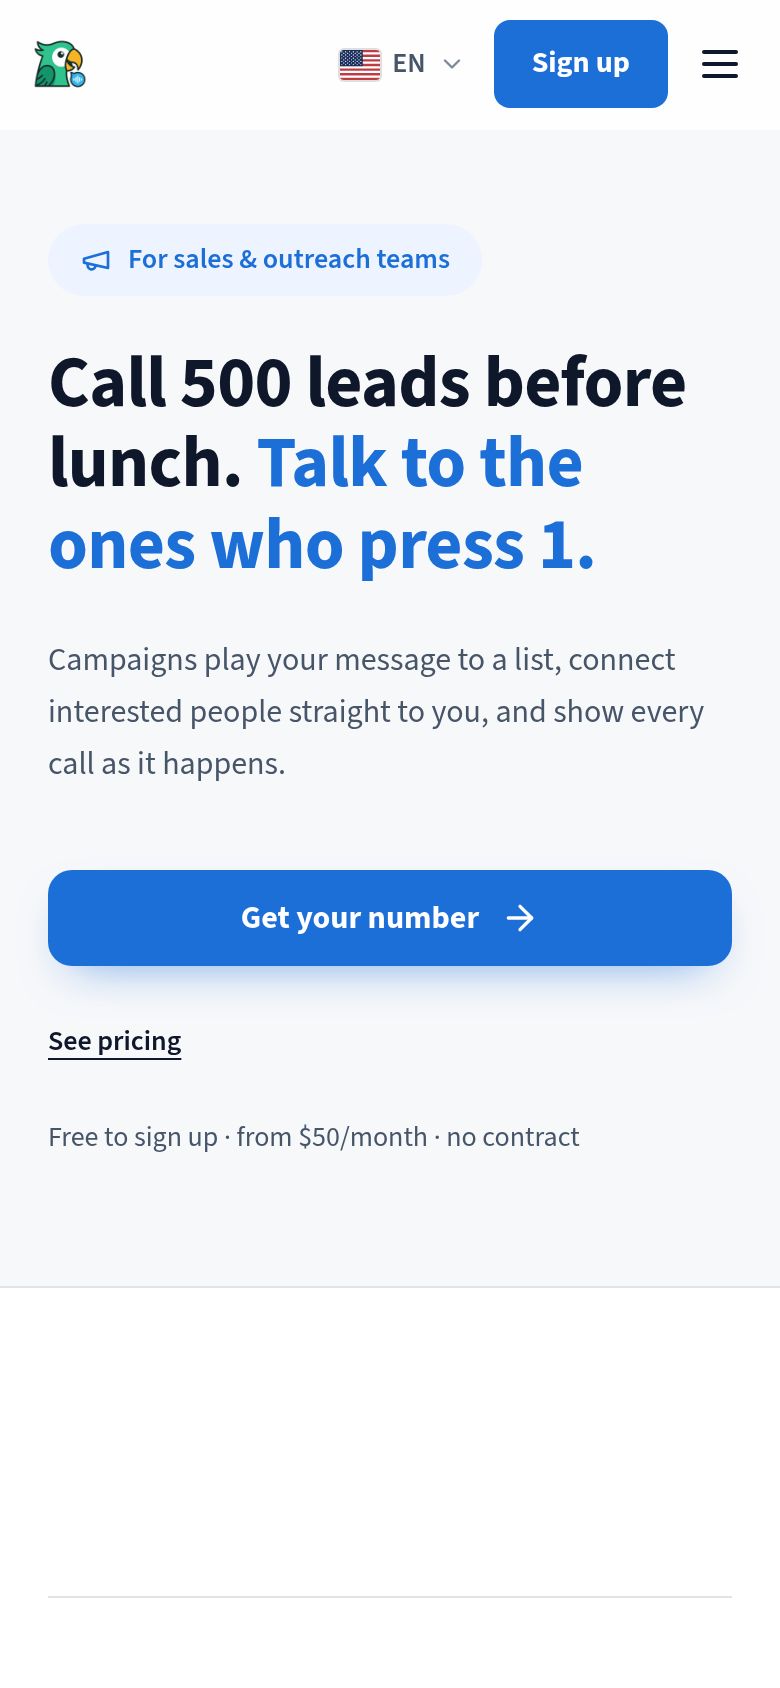 EN
Sign up
For sales & outreach teams
Call 500 leads before
lunch. Talk to the
ones who press 1.
Campaigns play your message to a list, connect
interested people straight to you, and show every
call as it happens.
Get your number
See pricing
Free to sign up · from $50/month · no contract